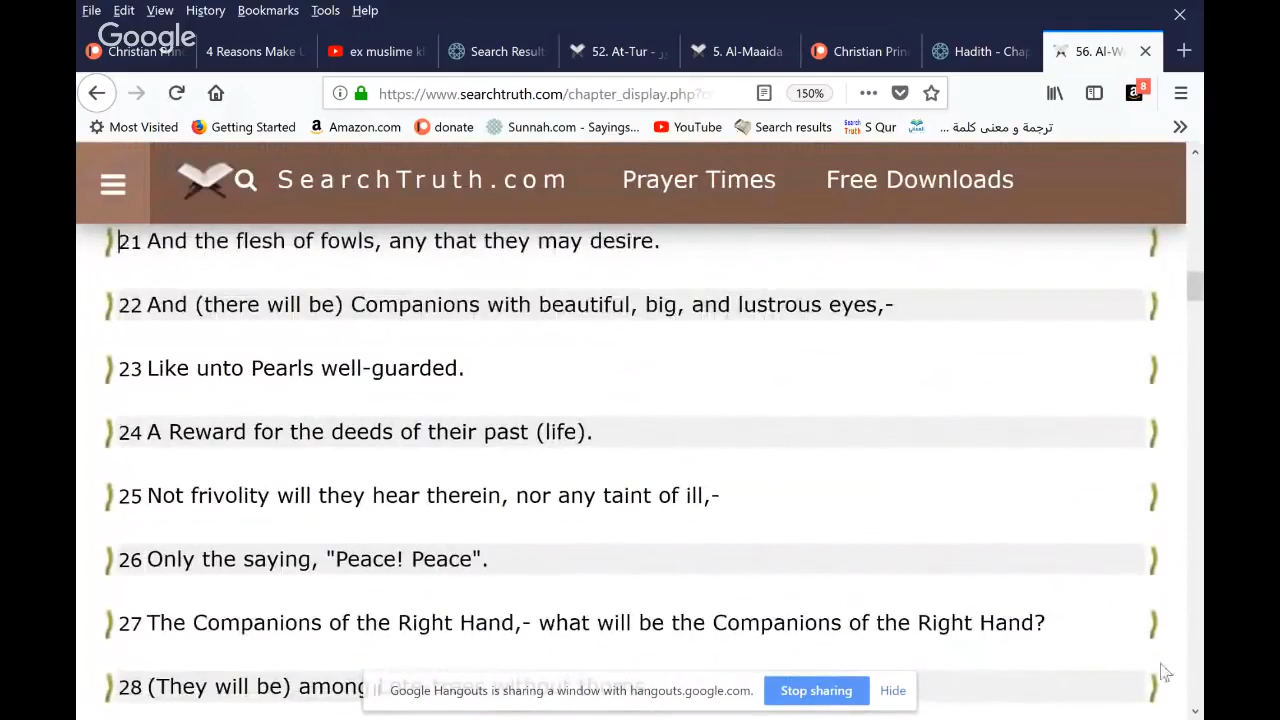 File Edit View History Bookmarks Tools Help
Google
Christian Prin 4 Reasons Make U ex muslime kl Search Result 52. At-Tur - 5. Al-Maaida Christian Prin Hadith - Chap 56. Al-W
https://www.searchtruth.com/chapter_display.php?c 150% 8
Most Visited Getting Started Amazon.com donate Sunnah.com - Sayings... YouTube Search results S Qur ترجمة و معنى كلمة ...
SearchTruth.com Prayer Times Free Downloads
21 And the flesh of fowls, any that they may desire.
22 And (there will be) Companions with beautiful, big, and lustrous eyes,-
23 Like unto Pearls well-guarded.
24 A Reward for the deeds of their past (life).
25 Not frivolity will they hear therein, nor any taint of ill,-
26 Only the saying, "Peace! Peace".
27 The Companions of the Right Hand,- what will be the Companions of the Right Hand?
28 (They will be) among
Google Hangouts is sharing a window with hangouts.google.com. Stop sharing Hide